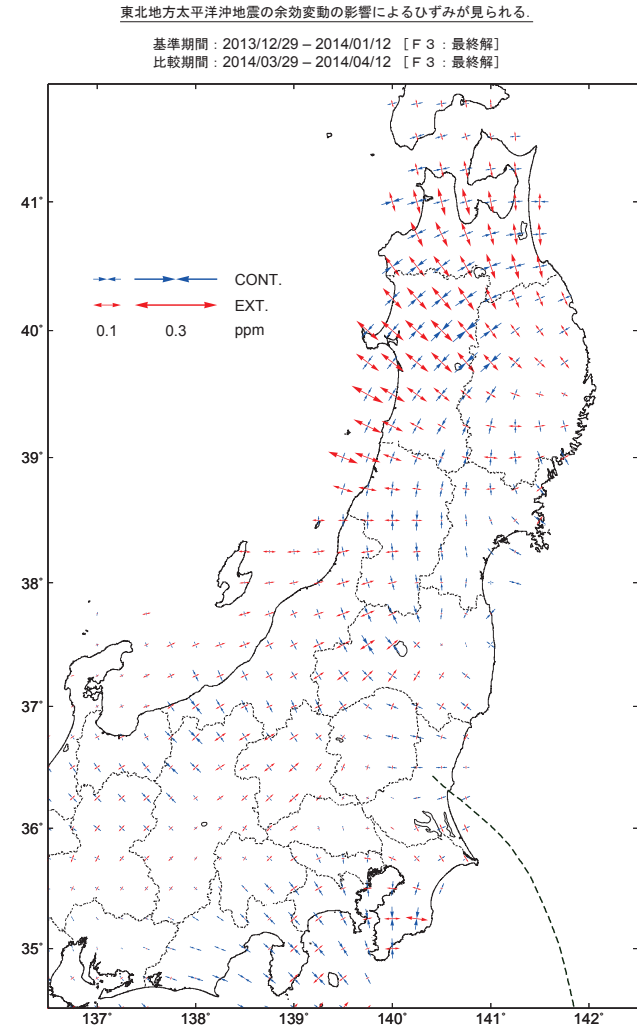 東北地方太平洋沖地震の余効変動の影響によるひずみが見られる.
基準期間：2013/12/29 – 2014/01/12 ［Ｆ３：最終解］
比較期間：2014/03/29 – 2014/04/12 ［Ｆ３：最終解］
41°
CONT.
EXT.
0.1 0.3 ppm
40°
39°
38°
37°
36°
35°
137° 138° 139° 140° 141° 142°